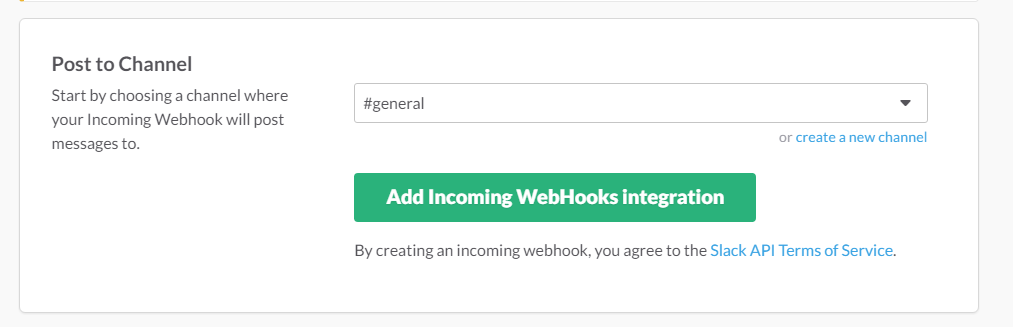 Post to Channel
Start by choosing a channel where
your Incoming Webhook will post
messages to.
#general
or create a new channel
Add Incoming WebHooks integration
By creating an incoming webhook, you agree to the Slack API Terms of Service.